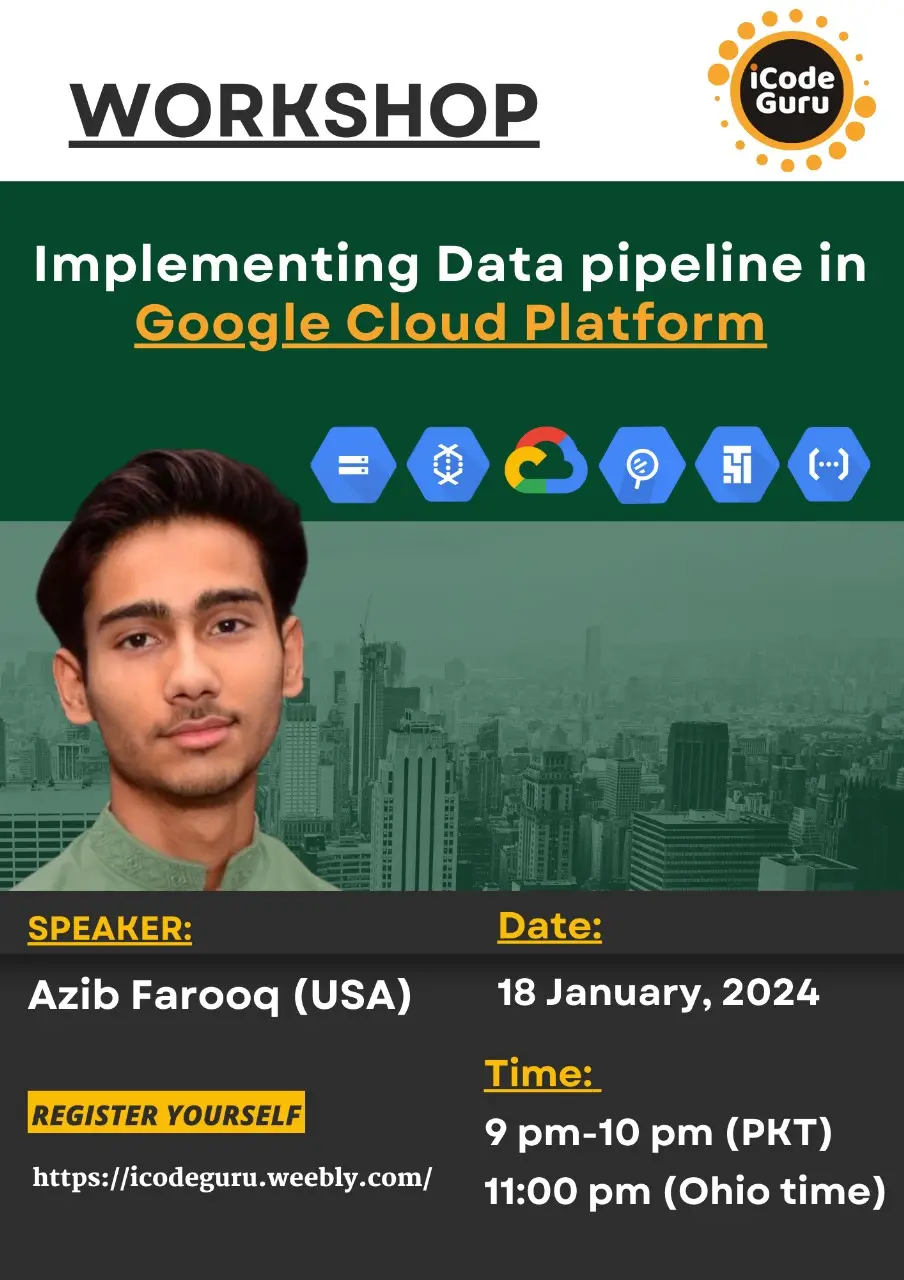 WORKSHOP
iCode
Guru
Implementing Data pipeline in
Google Cloud Platform
SPEAKER:
Azib Farooq (USA)
REGISTER YOURSELF
https://icodeguru.weebly.com/
Date:
18 January, 2024
Time:
9 pm-10 pm (PKT)
11:00 pm (Ohio time)